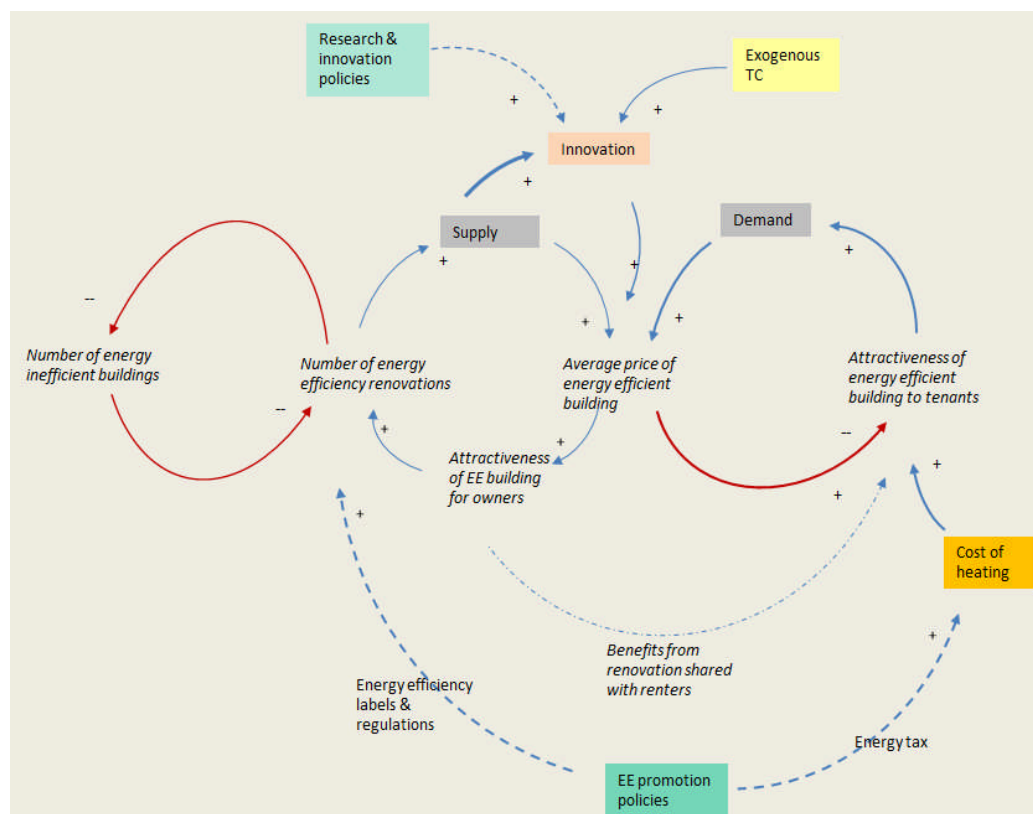 Research &
innovation
policies
Exogenous
TC
+
+
Innovation
+
Supply
Demand
+
+
+
--
+
+
Number of energy
inefficient buildings
Number of energy
efficiency renovations
Average price of
energy efficient
building
Attractiveness of
energy efficient
building to tenants
--
+
+
--
Attractiveness
of EE building
for owners
+
+
+
Cost of
heating
+
Benefits from
renovation shared
with renters
Energy efficiency
labels &
regulations
Energy tax
EE promotion
policies